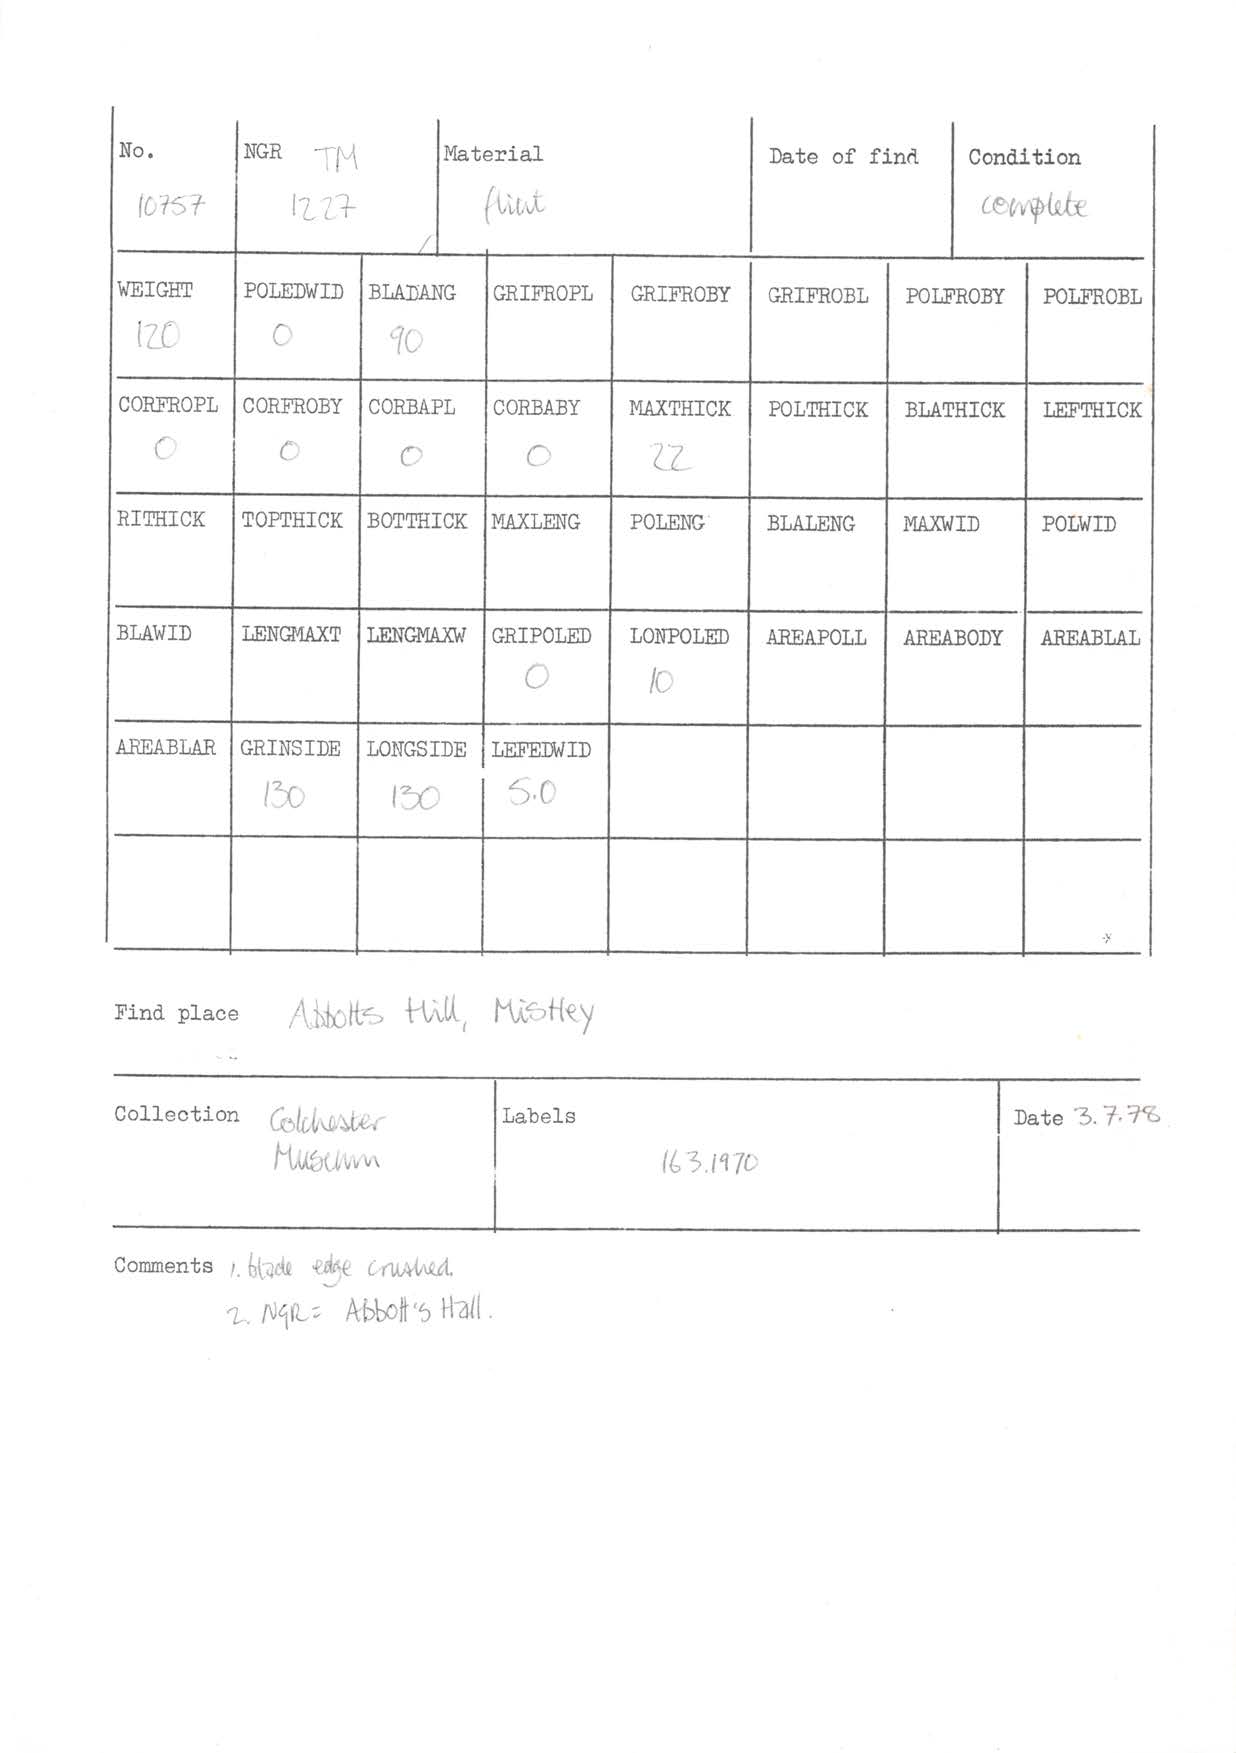 No. NGR TM Material Date of find Condition
10757 1227 flint complete
WEIGHT POLEDWID BLADANG GRIFROPL GRIFROBY GRIFROBL POLFROBY POLFROBL
120 0 90
CORFROPL CORFROBY CORBAPL CORBABY MAXTHICK POLTHICK BLATHICK LEFTHICK
0 0 0 0 22
RITHICK TOPTHICK BOTTHICK MAXLENG POLENG BLALENG MAXWID POLWID
BLAWID LENGMAXT LENGMAXW GRIPOLED LONPOLED AREAPOLL AREABODY AREABLAL
0 10
AREABLAR GRINSIDE LONGSIDE LEFEDWID
130 130 5.0
Find place Abbotts Hill, Mistley
Collection Colchester Labels Date 3.7.78
Museum 163.1970
Comments 1. blade edge crushed.
2. NGR = Abbott's Hall.